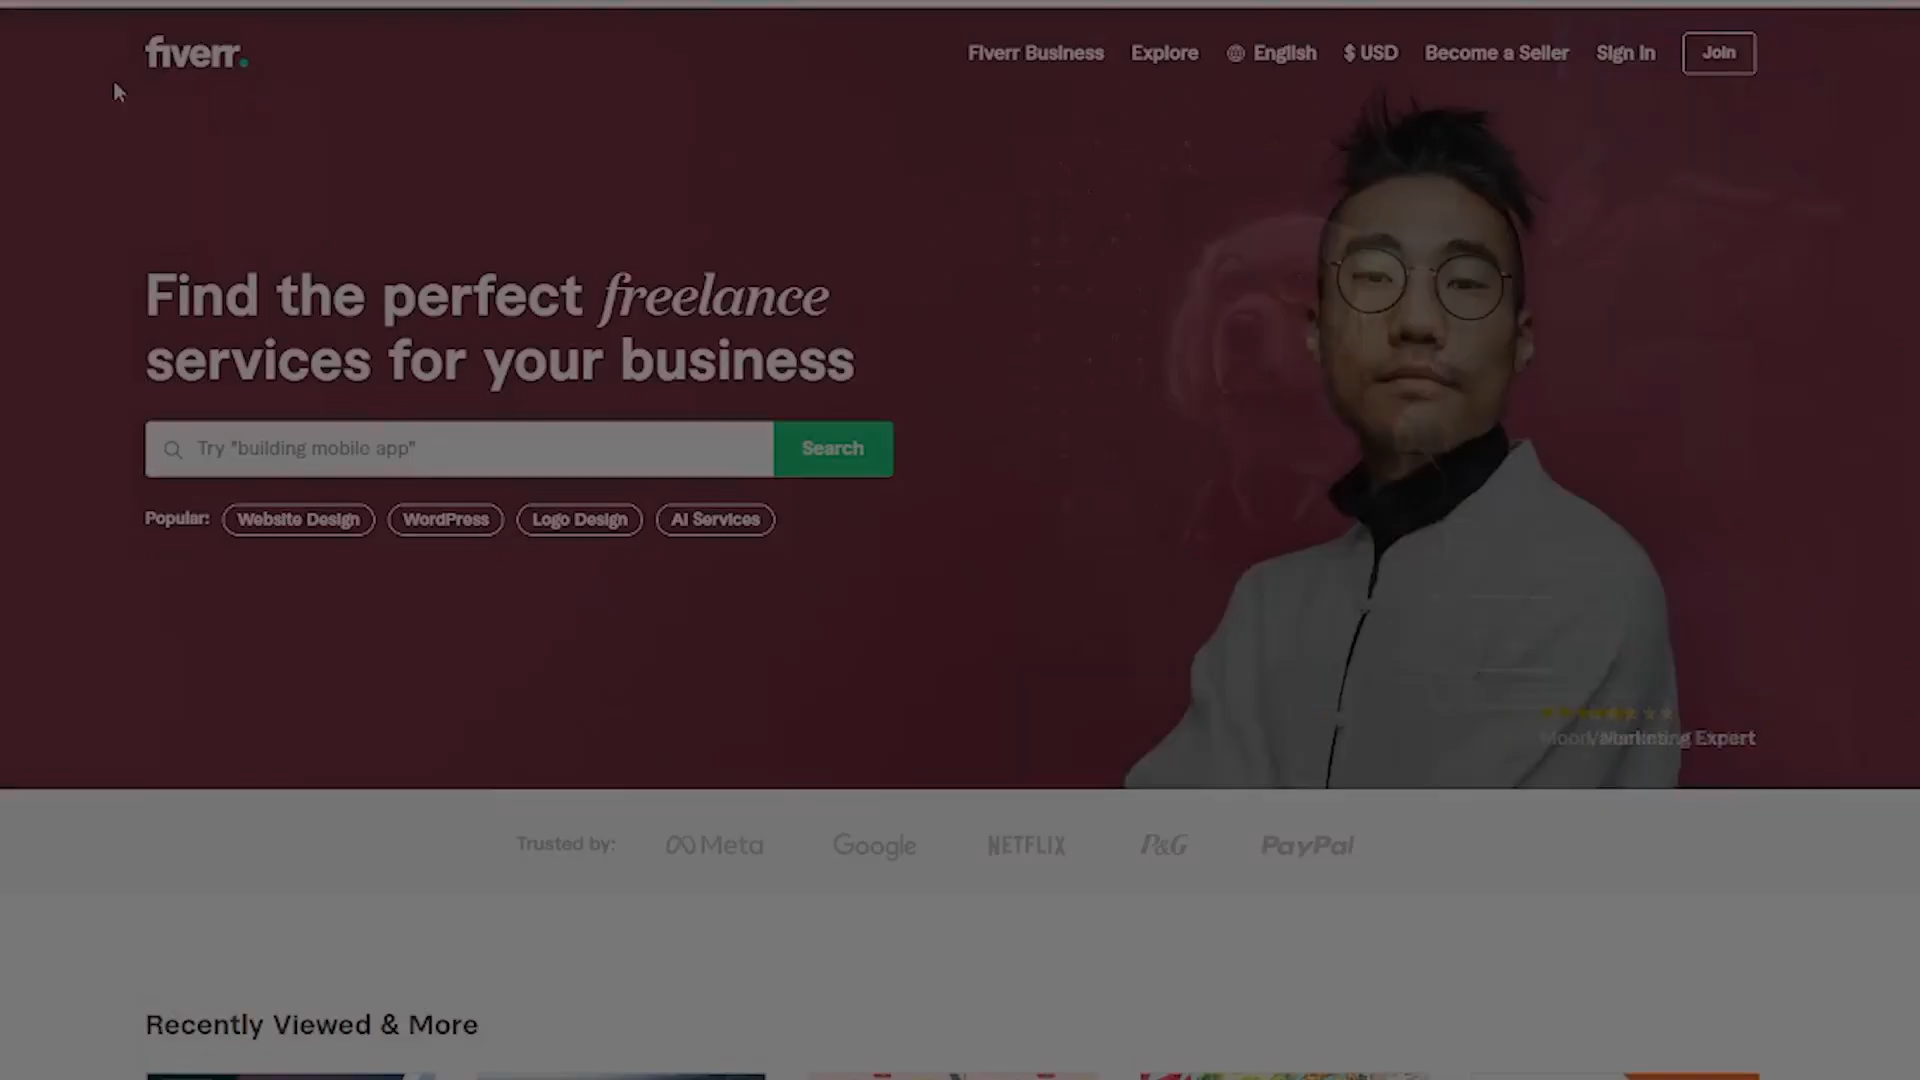 fiverr.
Fiverr Business Explore English $ USD Become a Seller Sign In Join
Find the perfect freelance
services for your business
Try "building mobile app" Search
Popular: Website Design WordPress Logo Design AI Services
Marketing Expert
Trusted by: Meta Google NETFLIX P&G PayPal
Recently Viewed & More